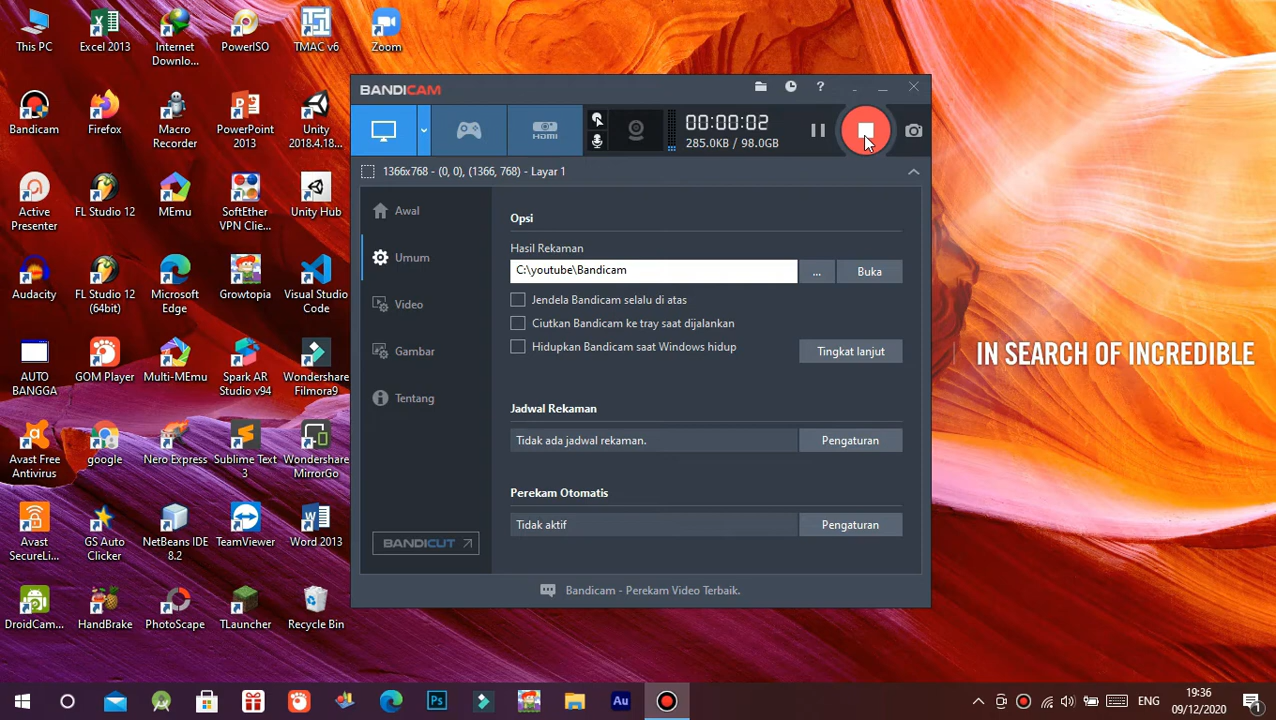 This PC
Excel 2013
Internet
Downlo...
PowerISO
TMAC v6
Zoom
Bandicam
Firefox
Macro
Recorder
PowerPoint
2013
Unity
2018.4.18...
Active
Presenter
FL Studio 12
MEmu
SoftEther
VPN Clie...
Unity Hub
Audacity
FL Studio 12
(64bit)
Microsoft
Edge
Growtopia
Visual Studio
Code
AUTO
BANGGA
GOM Player
Multi-MEmu
Spark AR
Studio v94
Wondershare
Filmora9
Avast Free
Antivirus
google
Nero Express
Sublime Text
3
Wondershare
MirrorGo
Avast
SecureLi...
GS Auto
Clicker
NetBeans IDE
8.2
TeamViewer
Word 2013
DroidCam...
HandBrake
PhotoScape
TLauncher
Recycle Bin
BANDICAM
?
HDMI
00:00:02
285.0KB / 98.0GB
1366x768 - (0, 0), (1366, 768) - Layar 1
Awal
Umum
Video
Gambar
Tentang
BANDICUT
Opsi
Hasil Rekaman
C:\youtube\Bandicam
...
Buka
Jendela Bandicam selalu di atas
Ciutkan Bandicam ke tray saat dijalankan
Hidupkan Bandicam saat Windows hidup
Tingkat lanjut
Jadwal Rekaman
Tidak ada jadwal rekaman.
Pengaturan
Perekam Otomatis
Tidak aktif
Pengaturan
Bandicam - Perekam Video Terbaik.
IN SEARCH OF INCREDIBLE
Ps
Au
ENG
19:36
09/12/2020
1